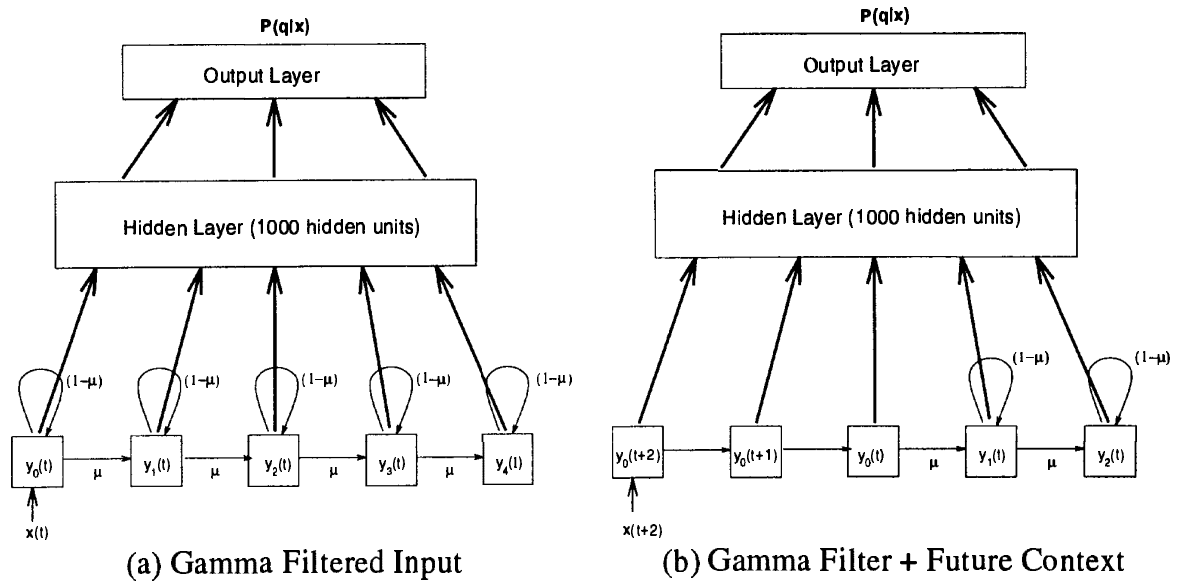 P(q|x)
Output Layer
Hidden Layer (1000 hidden units)
(1-μ) (1-μ) (1-μ) (1-μ) (1-μ)
y₀(t) y₁(t) y₂(t) y₃(t) y₄(t)
μ μ μ μ
x(t)
(a) Gamma Filtered Input
P(q|x)
Output Layer
Hidden Layer (1000 hidden units)
(1-μ) (1-μ)
y₀(t+2) y₀(t+1) y₀(t) y₁(t) y₂(t)
μ μ
x(t+2)
(b) Gamma Filter + Future Context